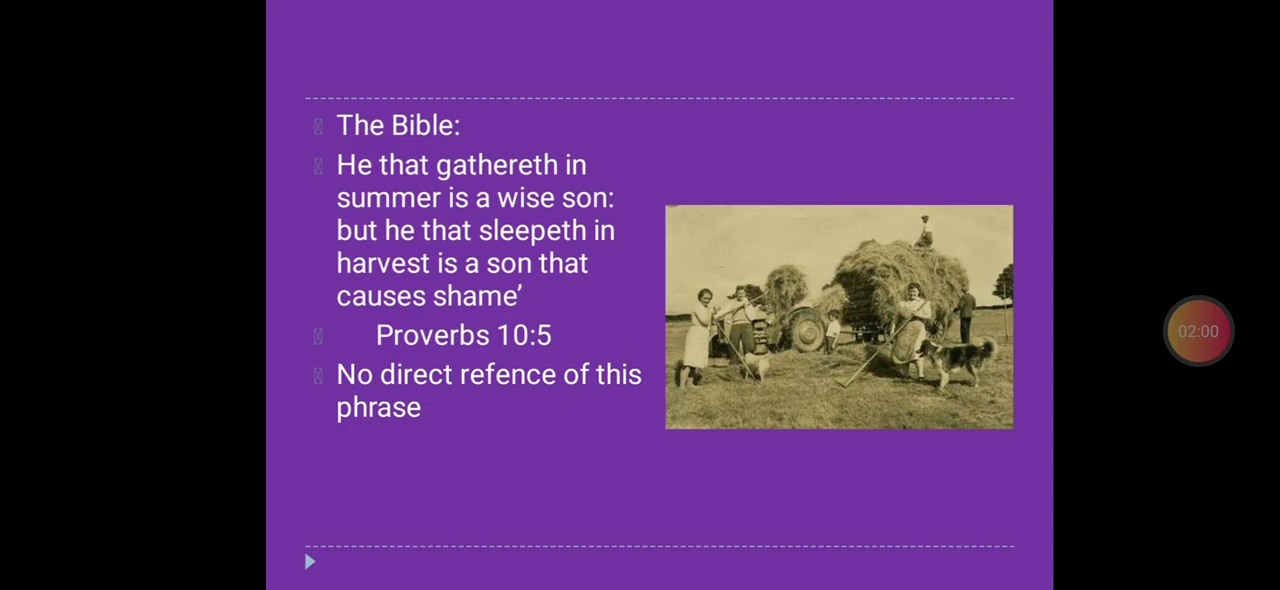 The Bible:
He that gathereth in
summer is a wise son:
but he that sleepeth in
harvest is a son that
causes shame’
Proverbs 10:5
No direct refence of this
phrase
02:00